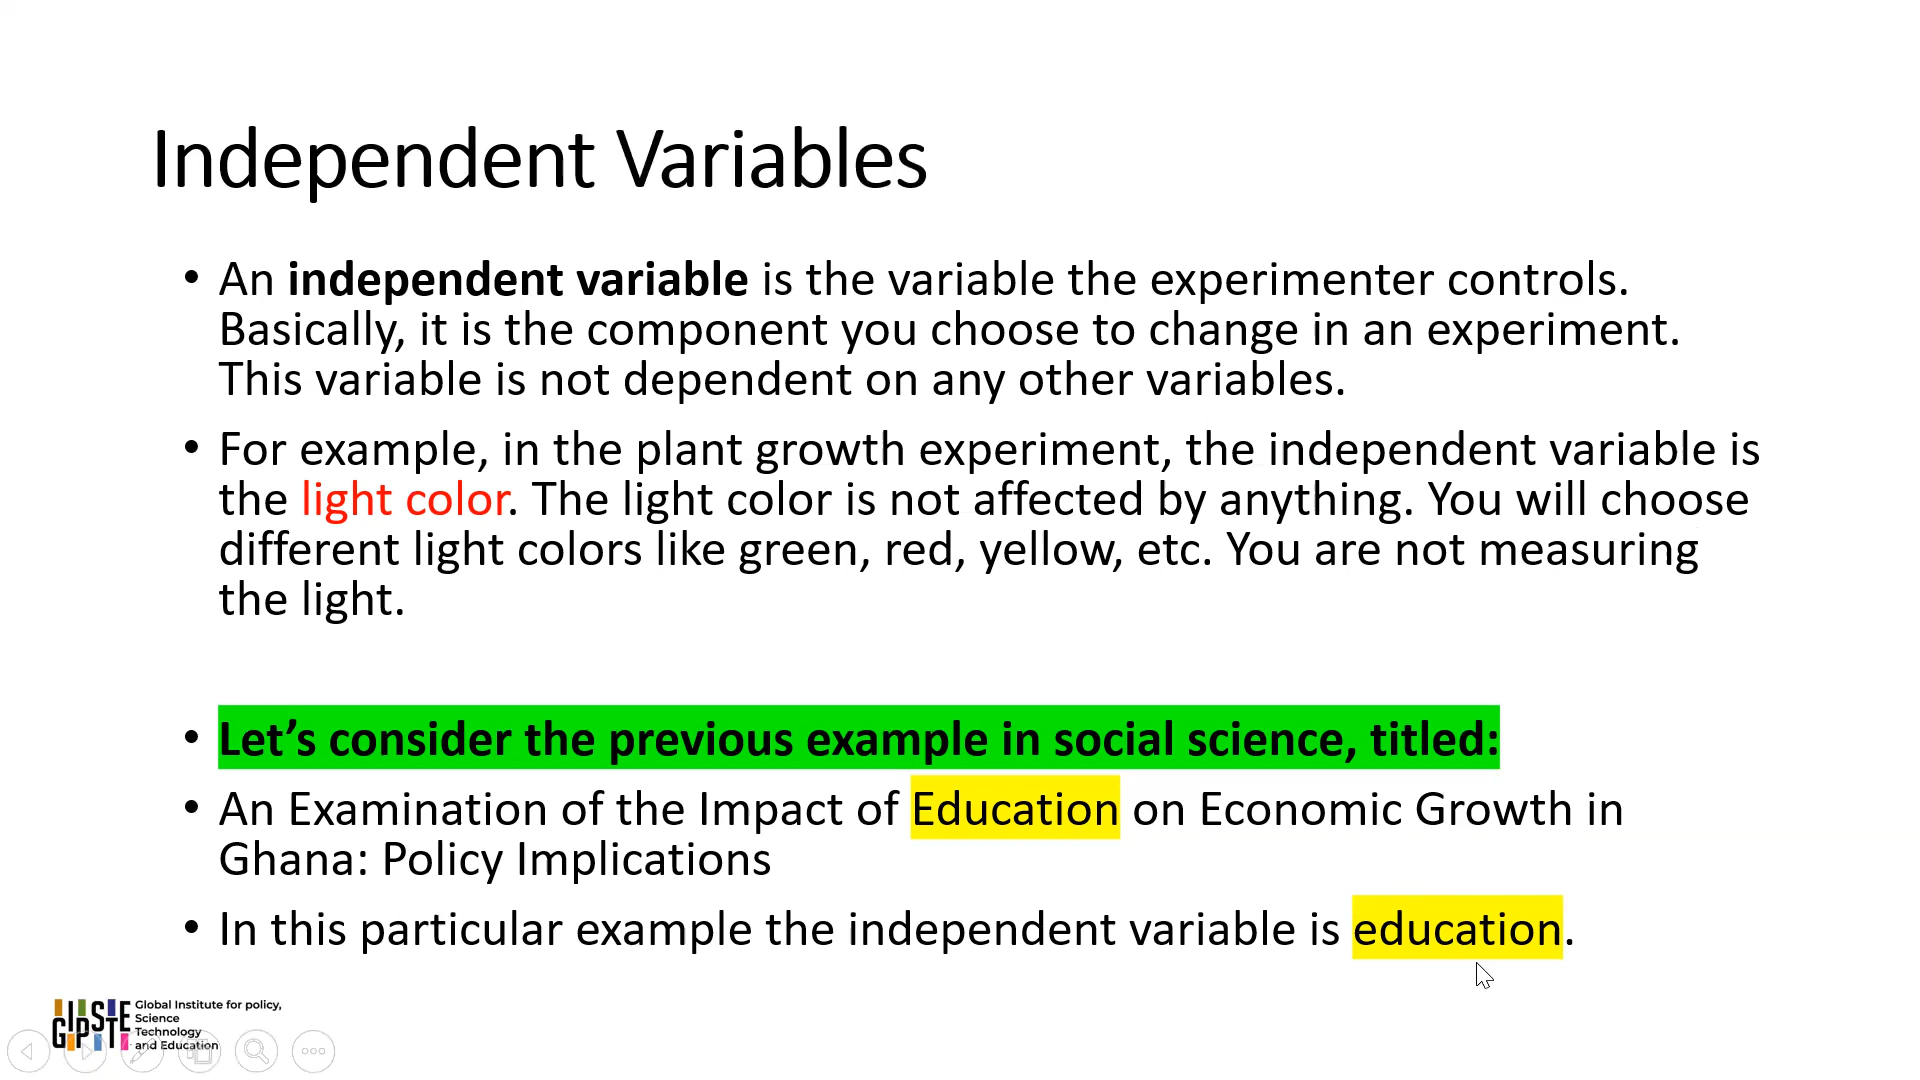 Independent Variables
• An independent variable is the variable the experimenter controls.
Basically, it is the component you choose to change in an experiment.
This variable is not dependent on any other variables.
• For example, in the plant growth experiment, the independent variable is
the light color. The light color is not affected by anything. You will choose
different light colors like green, red, yellow, etc. You are not measuring
the light.
• Let’s consider the previous example in social science, titled:
• An Examination of the Impact of Education on Economic Growth in
Ghana: Policy Implications
• In this particular example the independent variable is education.
GIPSTE
Global Institute for policy,
Science
Technology
and Education